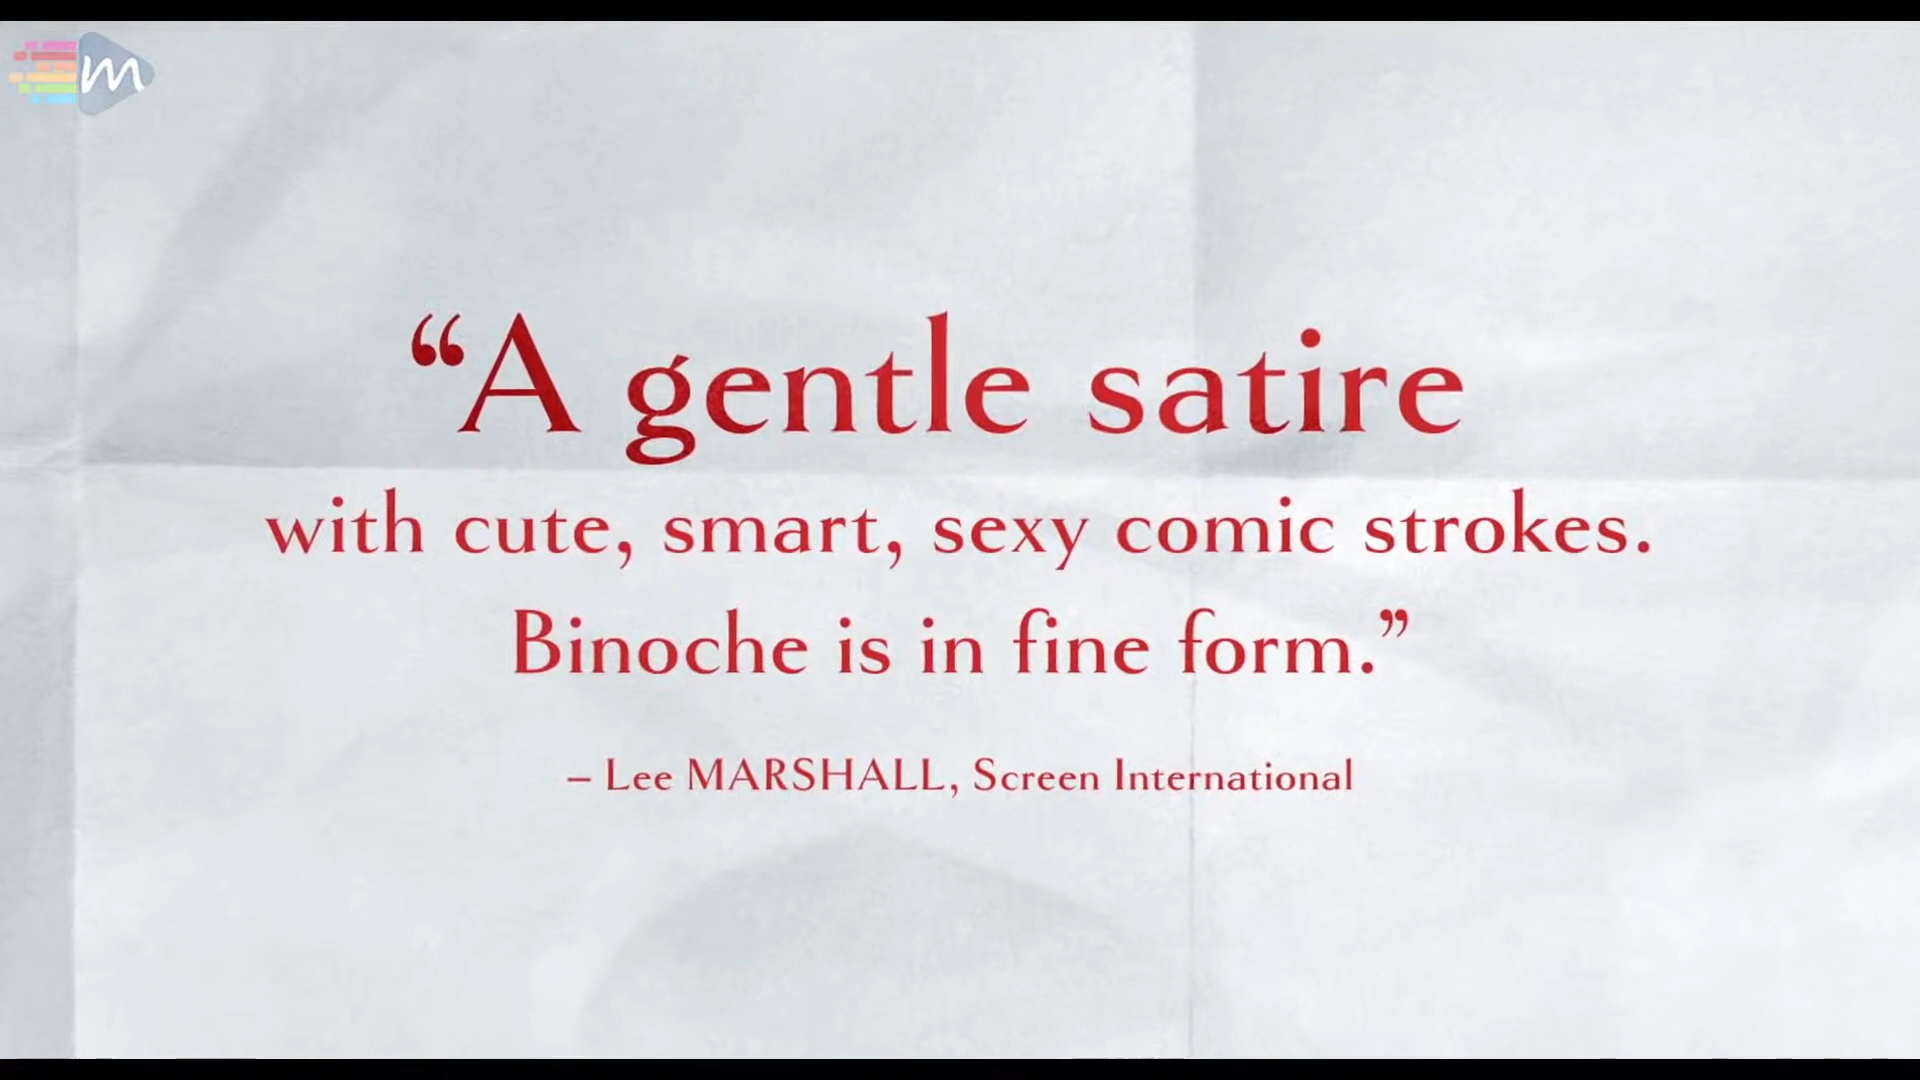 m
“A gentle satire
with cute, smart, sexy comic strokes.
Binoche is in fine form.”
– Lee MARSHALL, Screen International